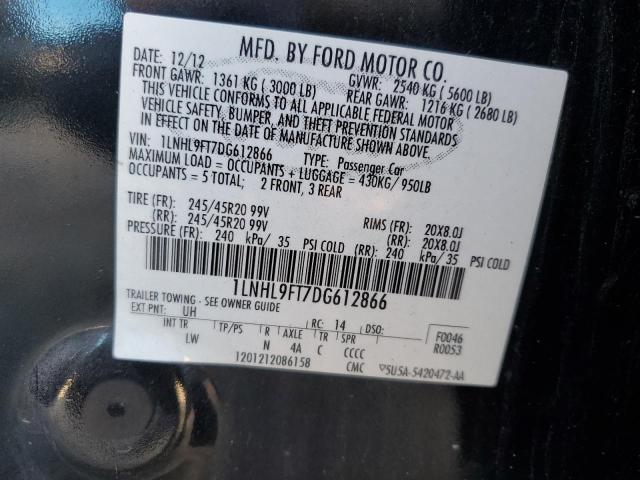 MFD. BY FORD MOTOR CO.
DATE: 12/12 GVWR: 2540 KG ( 5600 LB)
FRONT GAWR: 1361 KG ( 3000 LB) REAR GAWR: 1216 KG ( 2680 LB)
THIS VEHICLE CONFORMS TO ALL APPLICABLE FEDERAL MOTOR
VEHICLE SAFETY, BUMPER, AND THEFT PREVENTION STANDARDS
IN EFFECT ON THE DATE OF MANUFACTURE SHOWN ABOVE.
VIN: 1LNHL9FT7DG612866 TYPE: Passenger Car
MAXIMUM LOAD = OCCUPANTS + LUGGAGE = 430KG/ 950LB
OCCUPANTS = 5 TOTAL; 2 FRONT, 3 REAR
TIRE (FR): 245/45R20 99V RIMS (FR): 20X8.0J
(RR): 245/45R20 99V (RR): 20X8.0J
PRESSURE (FR): 240 kPa/ 35 PSI COLD (RR): 240 kPa/ 35 PSI COLD
1LNHL9FT7DG612866
TRAILER TOWING - SEE OWNER GUIDE
EXT PNT: UH RC: 14 DSO: F0046
INT TR TP/PS R AXLE TR SPR R0053
LW N 4A C CCCC
1201212086158 CMC ▽5U5A-5420472-AA